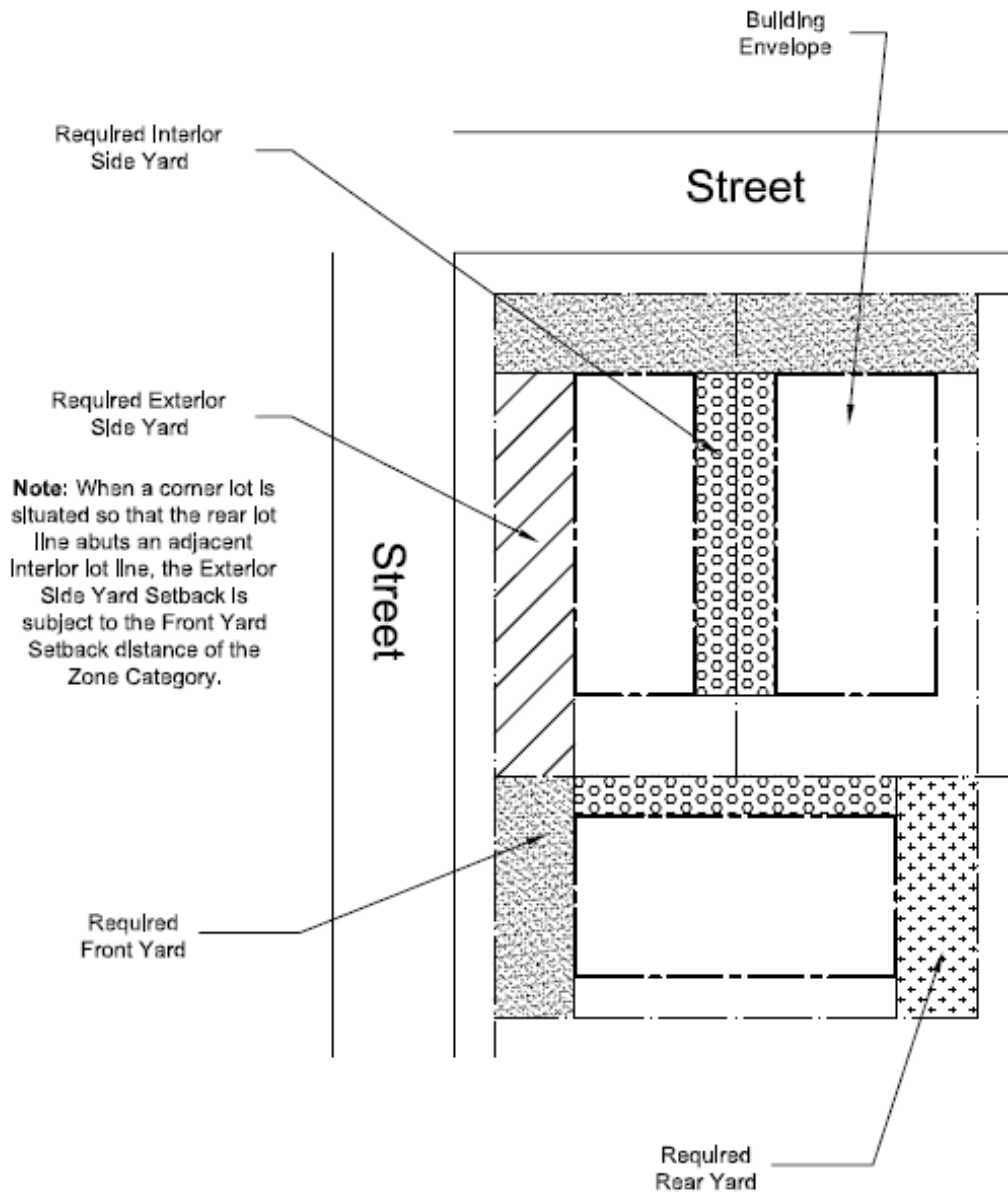 Building
Envelope
Required Interior
Side Yard
Street
Required Exterior
Side Yard
Note: When a corner lot is
situated so that the rear lot
line abuts an adjacent
Interior lot line, the Exterior
Side Yard Setback is
subject to the Front Yard
Setback distance of the
Zone Category.
Street
Required
Front Yard
Required
Rear Yard